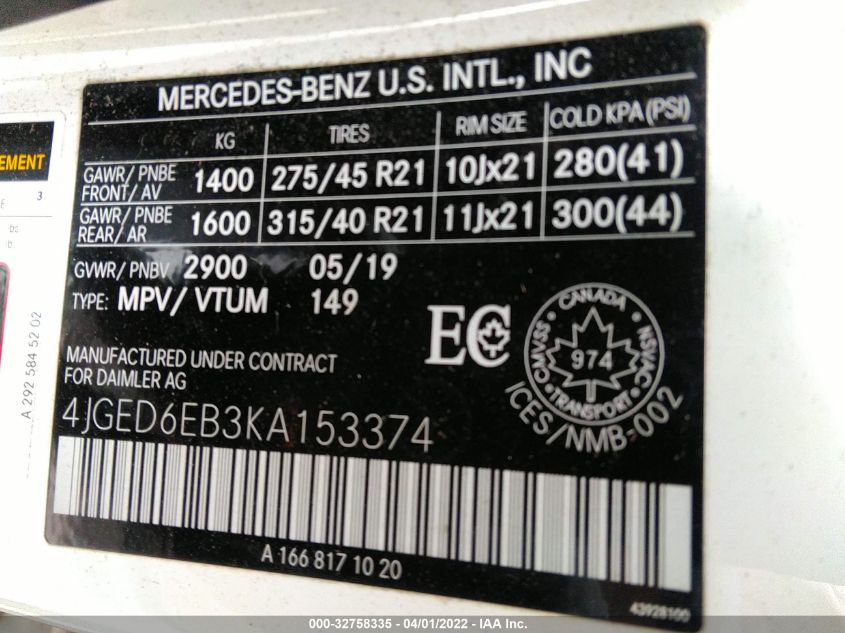 MERCEDES-BENZ U.S. INTL., INC
KG TIRES RIM SIZE COLD KPA(PSI)
GAWR/ PNBE FRONT/ AV 1400 275/45 R21 10Jx21 280(41)
GAWR/ PNBE REAR/ AR 1600 315/40 R21 11Jx21 300(44)
GVWR/ PNBV 2900 05/19
TYPE: MPV/ VTUM 149
EC
CANADA
CMVSS NSVAC
974
TRANSPORT
ICES/NMB-002
MANUFACTURED UNDER CONTRACT
FOR DAIMLER AG
4JGED6EB3KA153374
A 166 817 10 20
43928100
EMENT
3
A 292 584 52 02
000-32758335 - 04/01/2022 - IAA Inc.